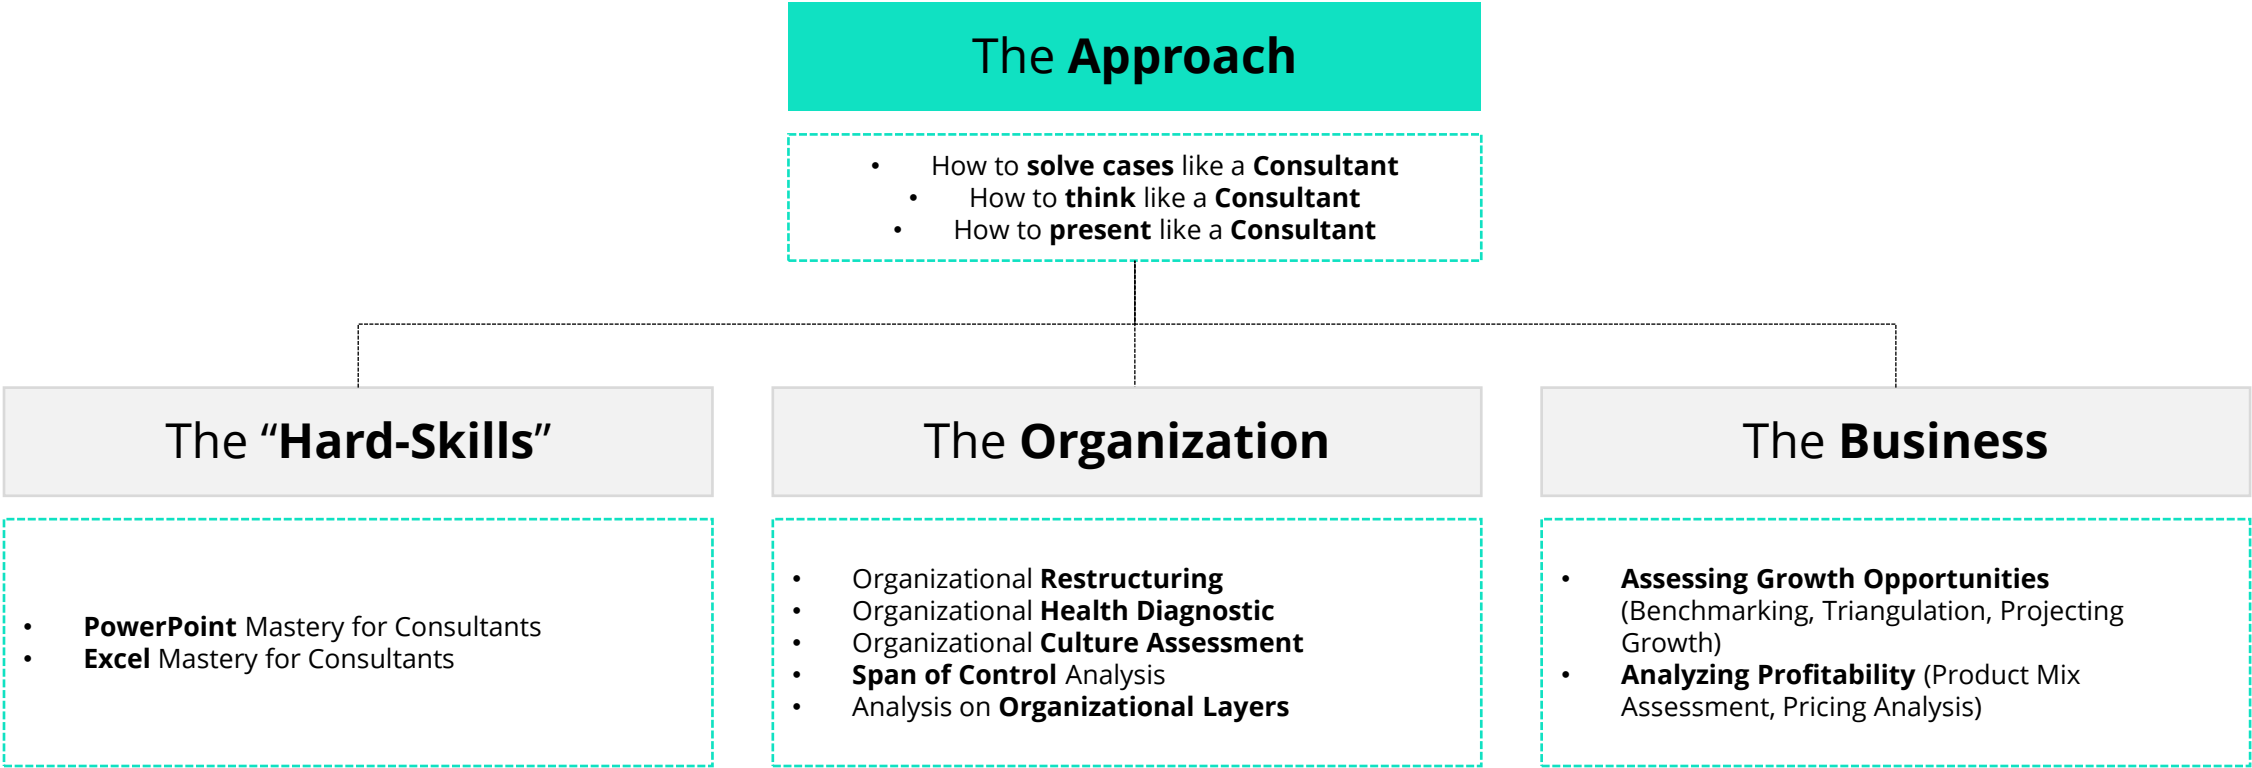 The Approach
• How to solve cases like a Consultant
• How to think like a Consultant
• How to present like a Consultant
The “Hard-Skills”
• PowerPoint Mastery for Consultants
• Excel Mastery for Consultants
The Organization
• Organizational Restructuring
• Organizational Health Diagnostic
• Organizational Culture Assessment
• Span of Control Analysis
• Analysis on Organizational Layers
The Business
• Assessing Growth Opportunities
(Benchmarking, Triangulation, Projecting
Growth)
• Analyzing Profitability (Product Mix
Assessment, Pricing Analysis)